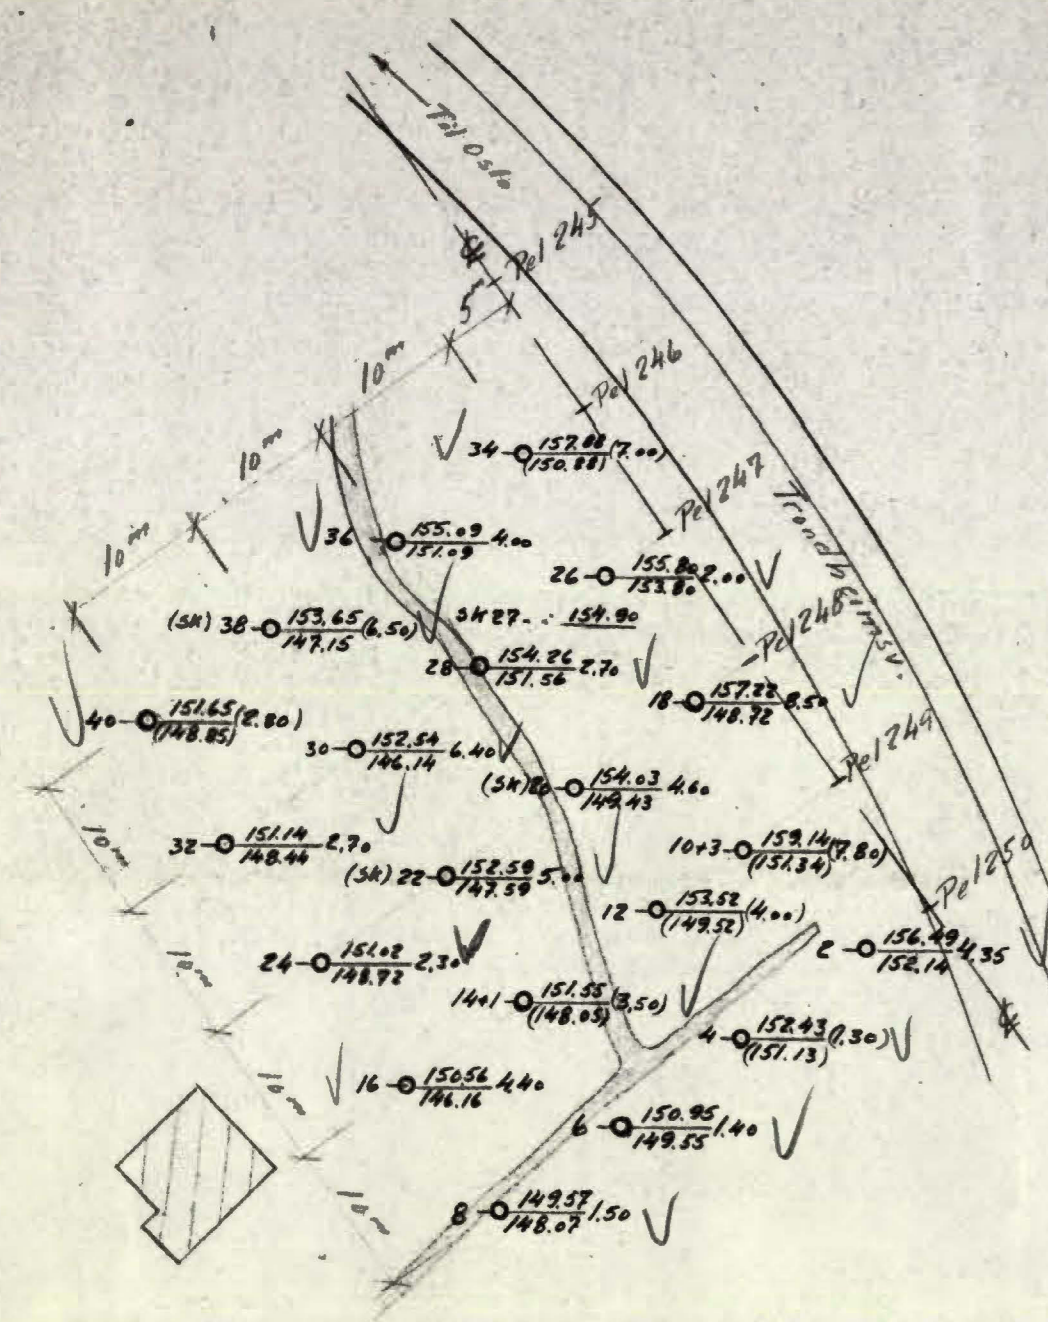 Til Oslo
Pel 245
5 m
Pel 246
10 m
34 157.88 (7.00)
(150.88)
10 m
Pel 247
Trondheimsv.
36 155.09 4.00
151.09
10 m
26 155.80 2.00
153.80
(SK) 38 153.65 (6,50)
147.15
SK 27 - 154.90
Pel 248
28 154.26 2.70
151.56
18 157.22 8.50
148.72
40 151.65 (2.80)
(148.85)
30 152.54 6.40
146.14
Pel 249
(SK) 20 154.03 4.60
149.43
10 m
32 151.14 2,70
148.44
10+3 159.14 (7.80)
(151.34)
(SK) 22 152.59 5.00
147.59
Pel 250
12 153.52 (4.00)
(149.52)
2 156.49 4.35
152.14
24 151.02 2,30
148.72
10 m
14+1 151.55 (3,50)
(148.05)
4 152.43 (1.30)
(151.13)
10 m
16 150.56 4,40
146.16
6 150.95 1.40
149.55
10 m
8 149.57 1.50
148.07